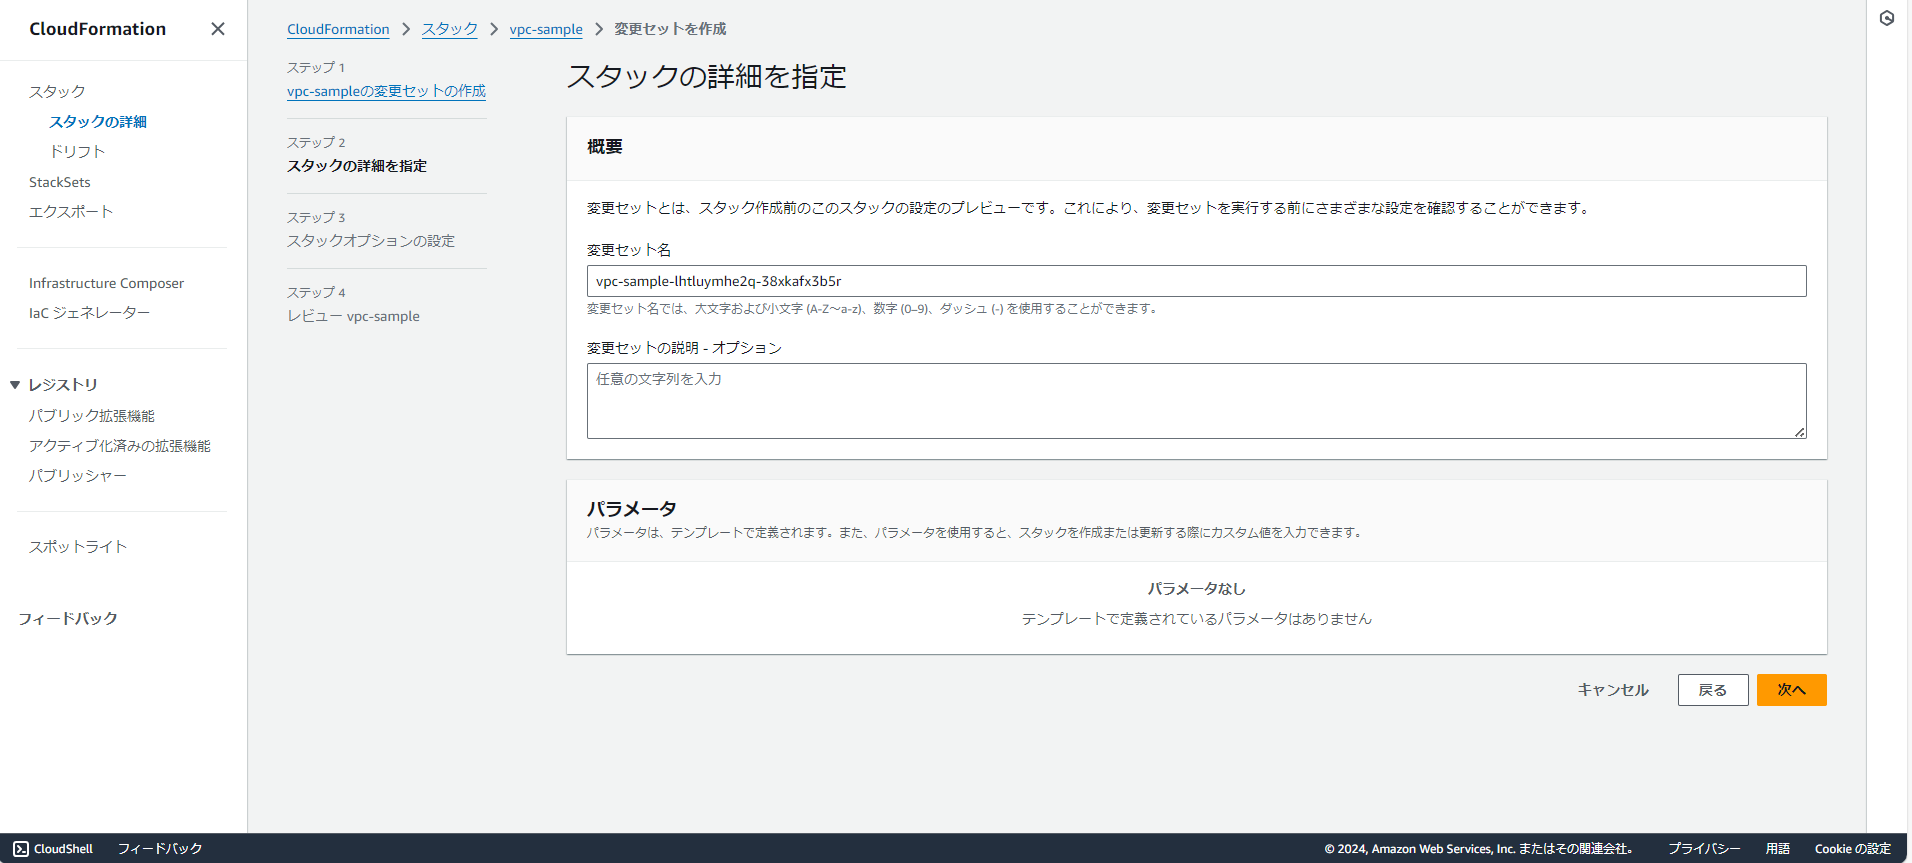 CloudFormation
スタック
スタックの詳細
ドリフト
StackSets
エクスポート
Infrastructure Composer
IaC ジェネレーター
レジストリ
パブリック拡張機能
アクティブ化済みの拡張機能
パブリッシャー
スポットライト
フィードバック
CloudFormation > スタック > vpc-sample > 変更セットを作成
ステップ 1
vpc-sampleの変更セットの作成
ステップ 2
スタックの詳細を指定
ステップ 3
スタックオプションの設定
ステップ 4
レビュー vpc-sample
スタックの詳細を指定
概要
変更セットとは、スタック作成前のこのスタックの設定のプレビューです。これにより、変更セットを実行する前にさまざまな設定を確認することができます。
変更セット名
vpc-sample-lhtluymhe2q-38xkafx3b5r
変更セット名では、大文字および小文字 (A-Z～a-z)、数字 (0-9)、ダッシュ (-) を使用することができます。
変更セットの説明 - オプション
任意の文字列を入力
パラメータ
パラメータは、テンプレートで定義されます。また、パラメータを使用すると、スタックを作成または更新する際にカスタム値を入力できます。
パラメータなし
テンプレートで定義されているパラメータはありません
キャンセル 戻る 次へ
CloudShell フィードバック © 2024, Amazon Web Services, Inc. またはその関連会社。 プライバシー 用語 Cookie の設定